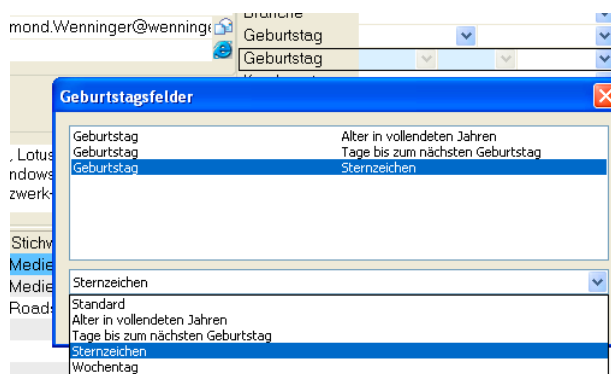 Branche
mond.Wenninger@wenninge
Geburtstag
Geburtstag
Geburtstagsfelder
Geburtstag Alter in vollendeten Jahren
Geburtstag Tage bis zum nächsten Geburtstag
Geburtstag Sternzeichen
, Lotus
ndows
zwerk-
Stichw
Medie
Medie
Roads
Sternzeichen
Standard
Alter in vollendeten Jahren
Tage bis zum nächsten Geburtstag
Sternzeichen
Wochentag